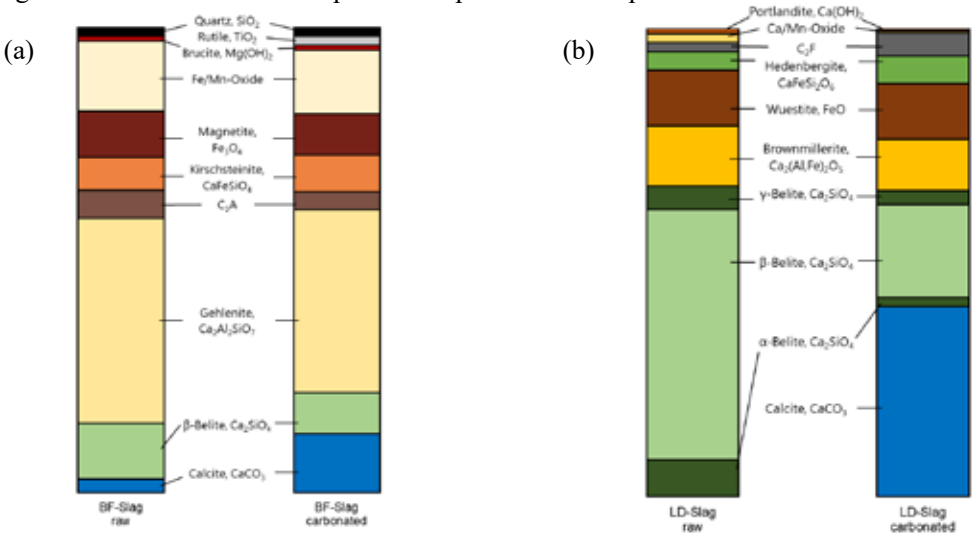 (a)
Quartz, SiO₂
Rutile, TiO₂
Brucite, Mg(OH)₂
Fe/Mn-Oxide
Magnetite,
Fe₃O₄
Kirschsteinite,
CaFeSiO₄
C₂A
Gehlenite,
Ca₂Al₂SiO₇
β-Belite, Ca₂SiO₄
Calcite, CaCO₃
BF-Slag
raw
BF-Slag
carbonated
(b)
Portlandite, Ca(OH)₂
Ca/Mn-Oxide
C₂F
Hedenbergite,
CaFeSi₂O₆
Wuestite, FeO
Brownmillerite,
Ca₂(Al,Fe)₂O₅
γ-Belite, Ca₂SiO₄
β-Belite, Ca₂SiO₄
α-Belite, Ca₂SiO₄
Calcite, CaCO₃
LD-Slag
raw
LD-Slag
carbonated